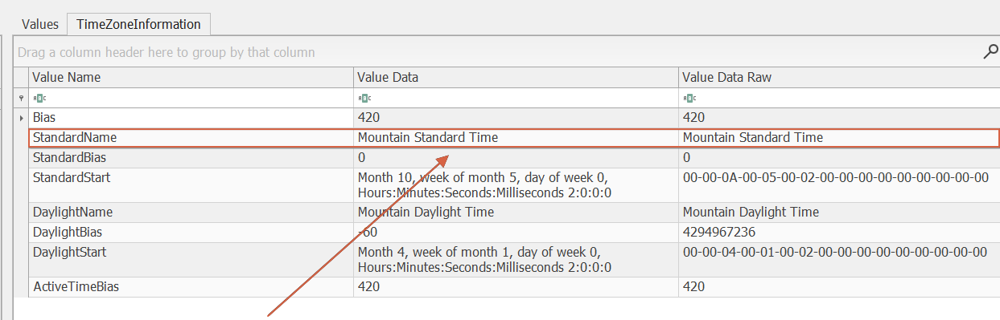 Values TimeZoneInformation
Drag a column header here to group by that column
Value Name Value Data Value Data Raw
ABC ABC ABC
Bias 420 420
StandardName Mountain Standard Time Mountain Standard Time
StandardBias 0 0
StandardStart Month 10, week of month 5, day of week 0, 00-00-0A-00-05-00-02-00-00-00-00-00-00-00-00-00
Hours:Minutes:Seconds:Milliseconds 2:0:0:0
DaylightName Mountain Daylight Time Mountain Daylight Time
DaylightBias -60 4294967236
DaylightStart Month 4, week of month 1, day of week 0, 00-00-04-00-01-00-02-00-00-00-00-00-00-00-00-00
Hours:Minutes:Seconds:Milliseconds 2:0:0:0
ActiveTimeBias 420 420